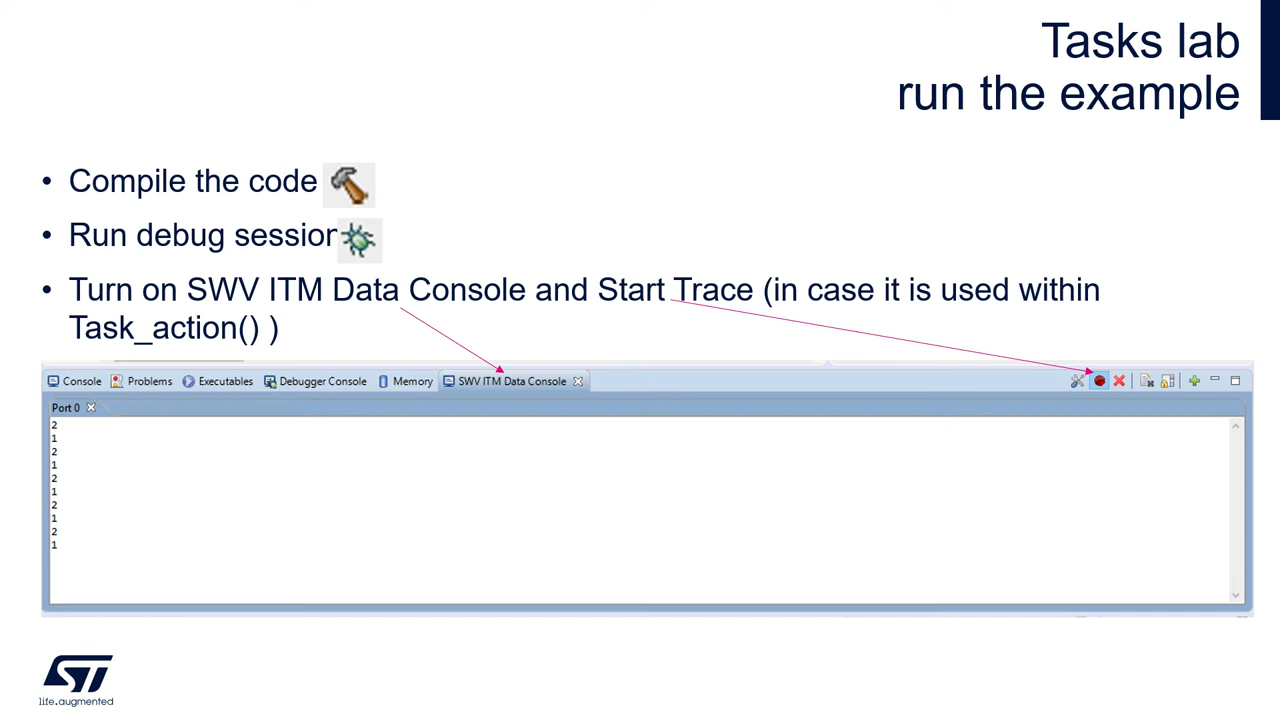 Tasks lab
run the example
• Compile the code
• Run debug session
• Turn on SWV ITM Data Console and Start Trace (in case it is used within
Task_action() )
Console Problems Executables Debugger Console Memory SWV ITM Data Console
Port 0
2
1
2
1
2
1
2
1
2
1
ST
life.augmented